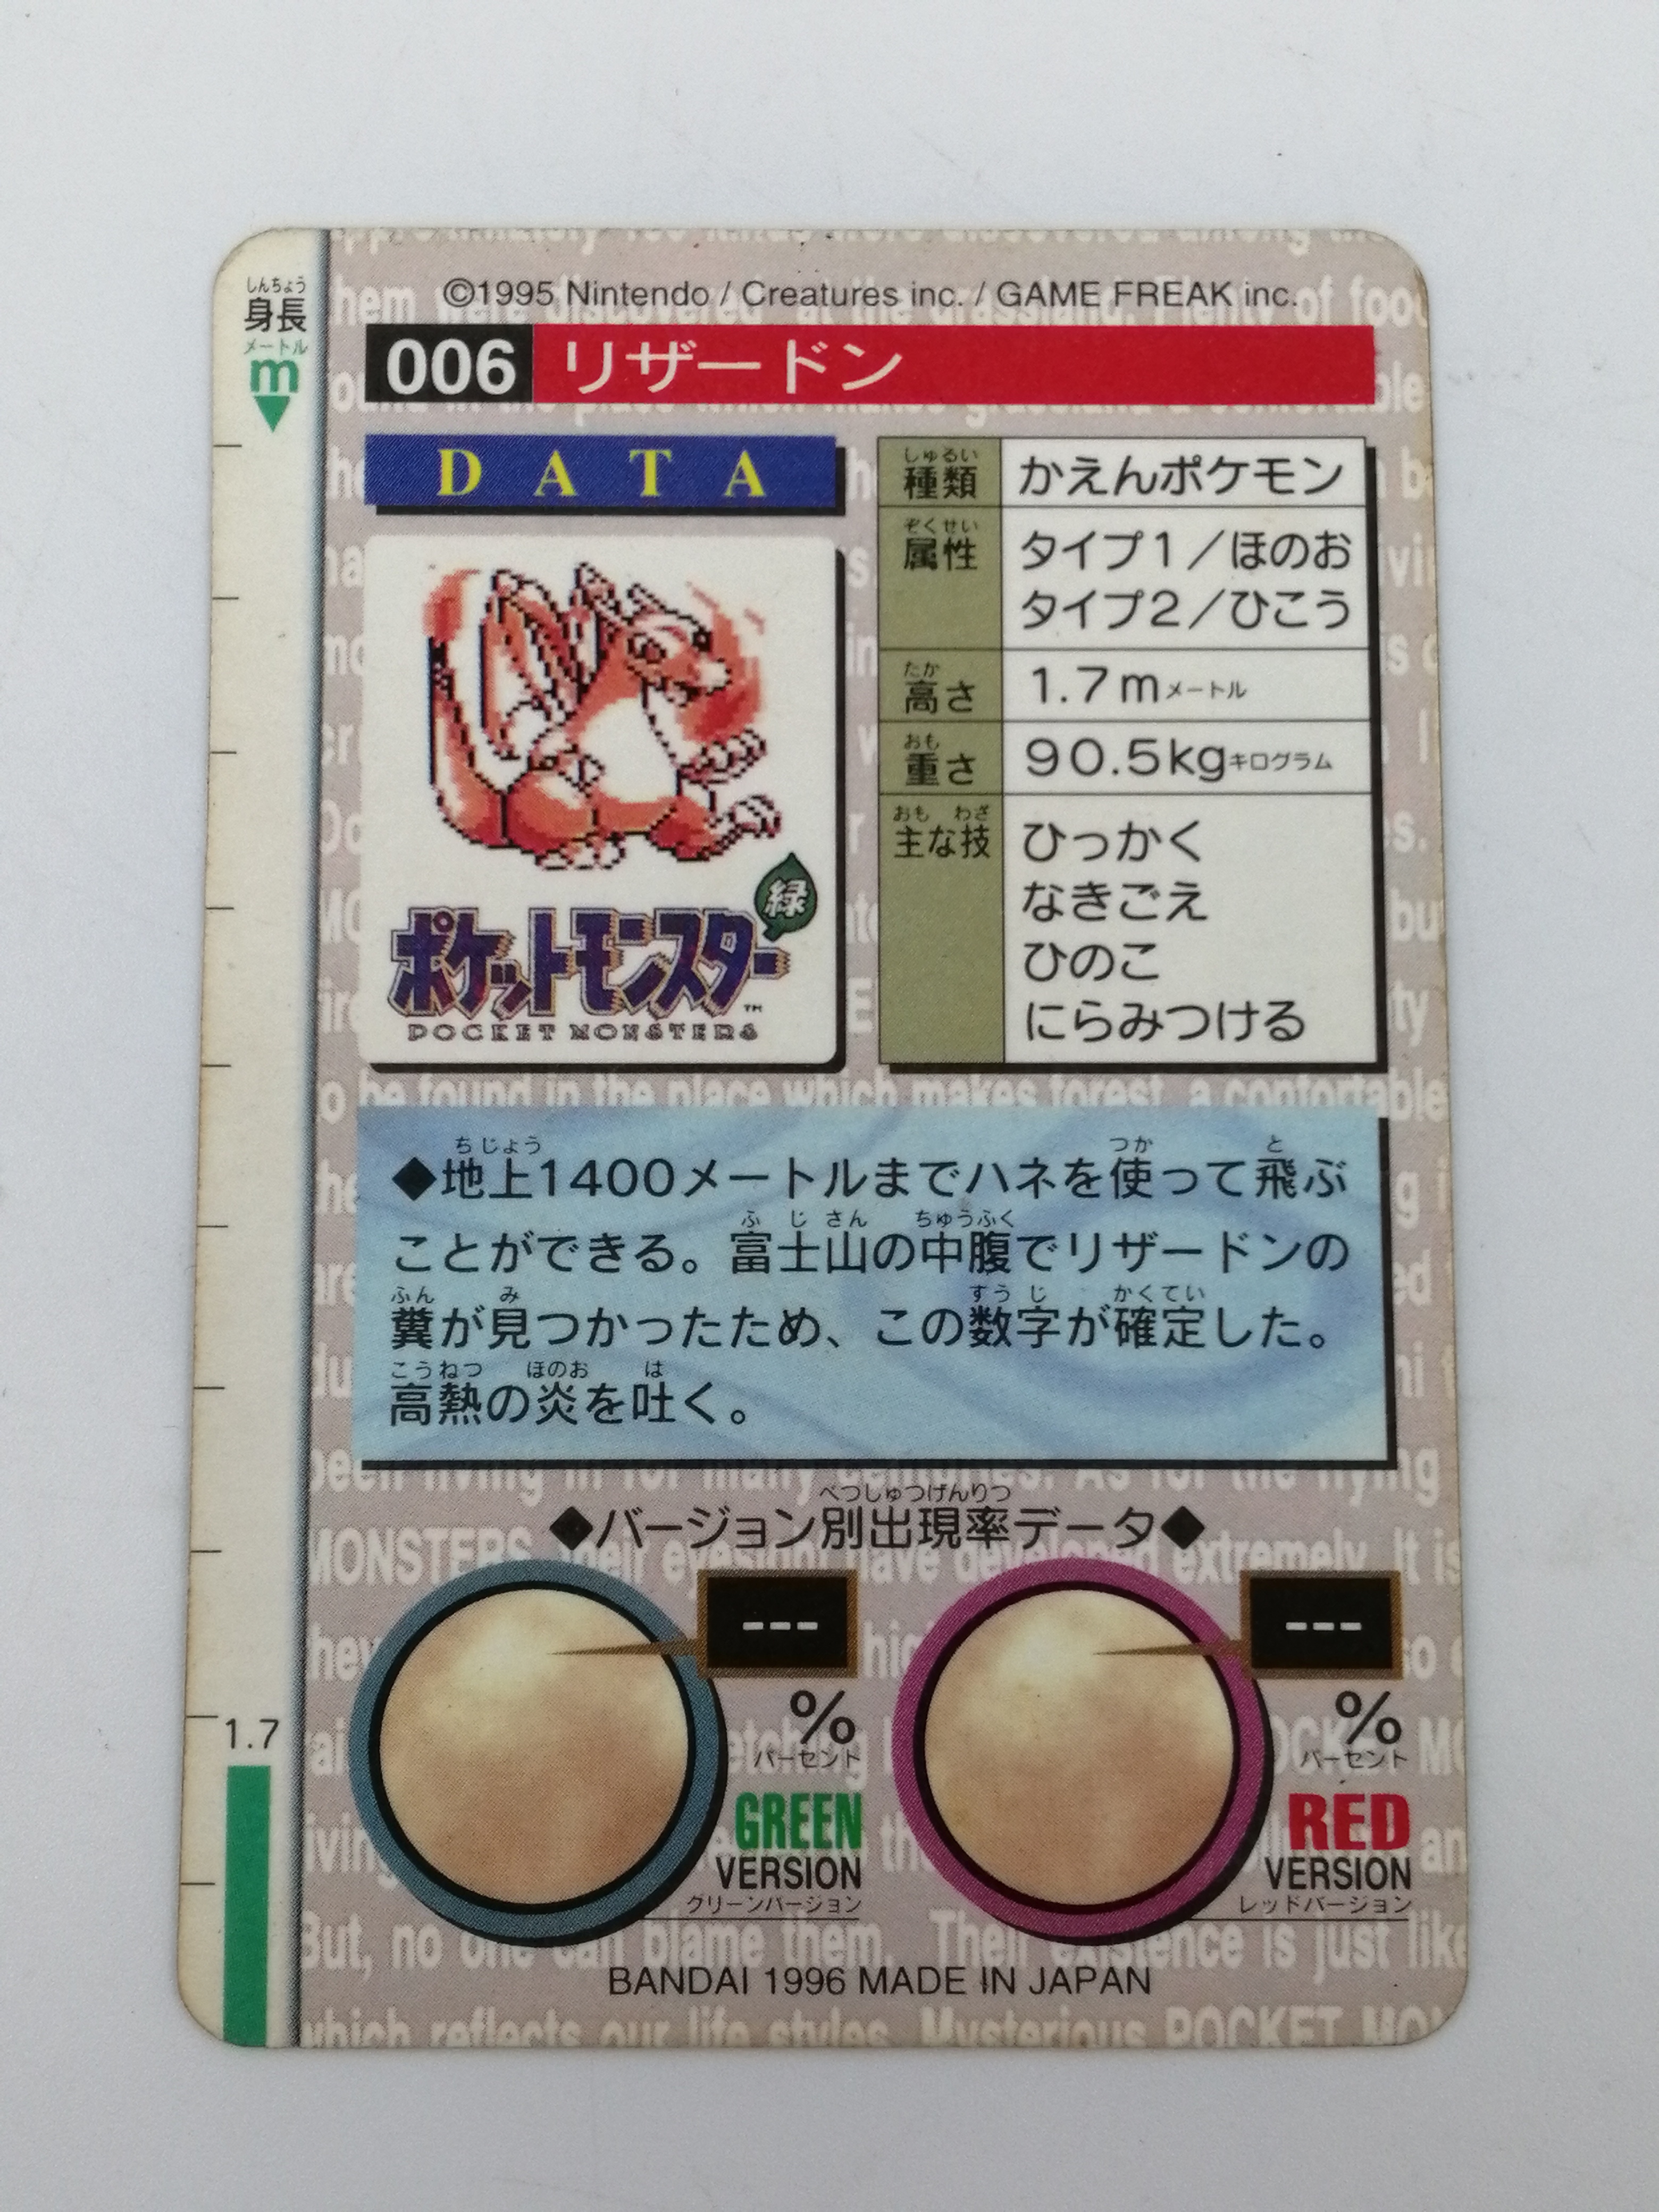 ©1995 Nintendo / Creatures inc. / GAME FREAK inc.
しんちょう
身長
メートル
m
006 リザードン
DATA
緑
ポケットモンスター™
POCKET MONSTERS
しゅるい
種類 かえんポケモン
ぞくせい
属性 タイプ1／ほのお
タイプ2／ひこう
たか
高さ 1.7mメートル
おも
重さ 90.5kgキログラム
おも わざ
主な技 ひっかく
なきごえ
ひのこ
にらみつける
ちじょう つか と
◆地上1400メートルまでハネを使って飛ぶ
ふじさん ちゅうふく
ことができる。富士山の中腹でリザードンの
ふん み すうじ かくてい
糞が見つかったため、この数字が確定した。
こうねつ ほのお は
高熱の炎を吐く。
べつしゅつげんりつ
◆バージョン別出現率データ◆
--- ---
% %
パーセント パーセント
1.7
GREEN RED
VERSION VERSION
グリーンバージョン レッドバージョン
BANDAI 1996 MADE IN JAPAN